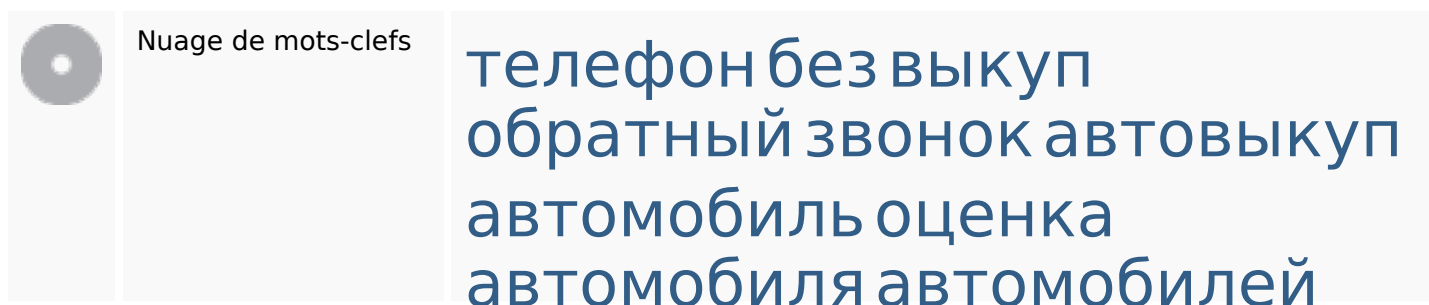 Nuage de mots-clefs
телефон без выкуп
обратный звонок автовыкуп
автомобиль оценка
автомобиля автомобилей